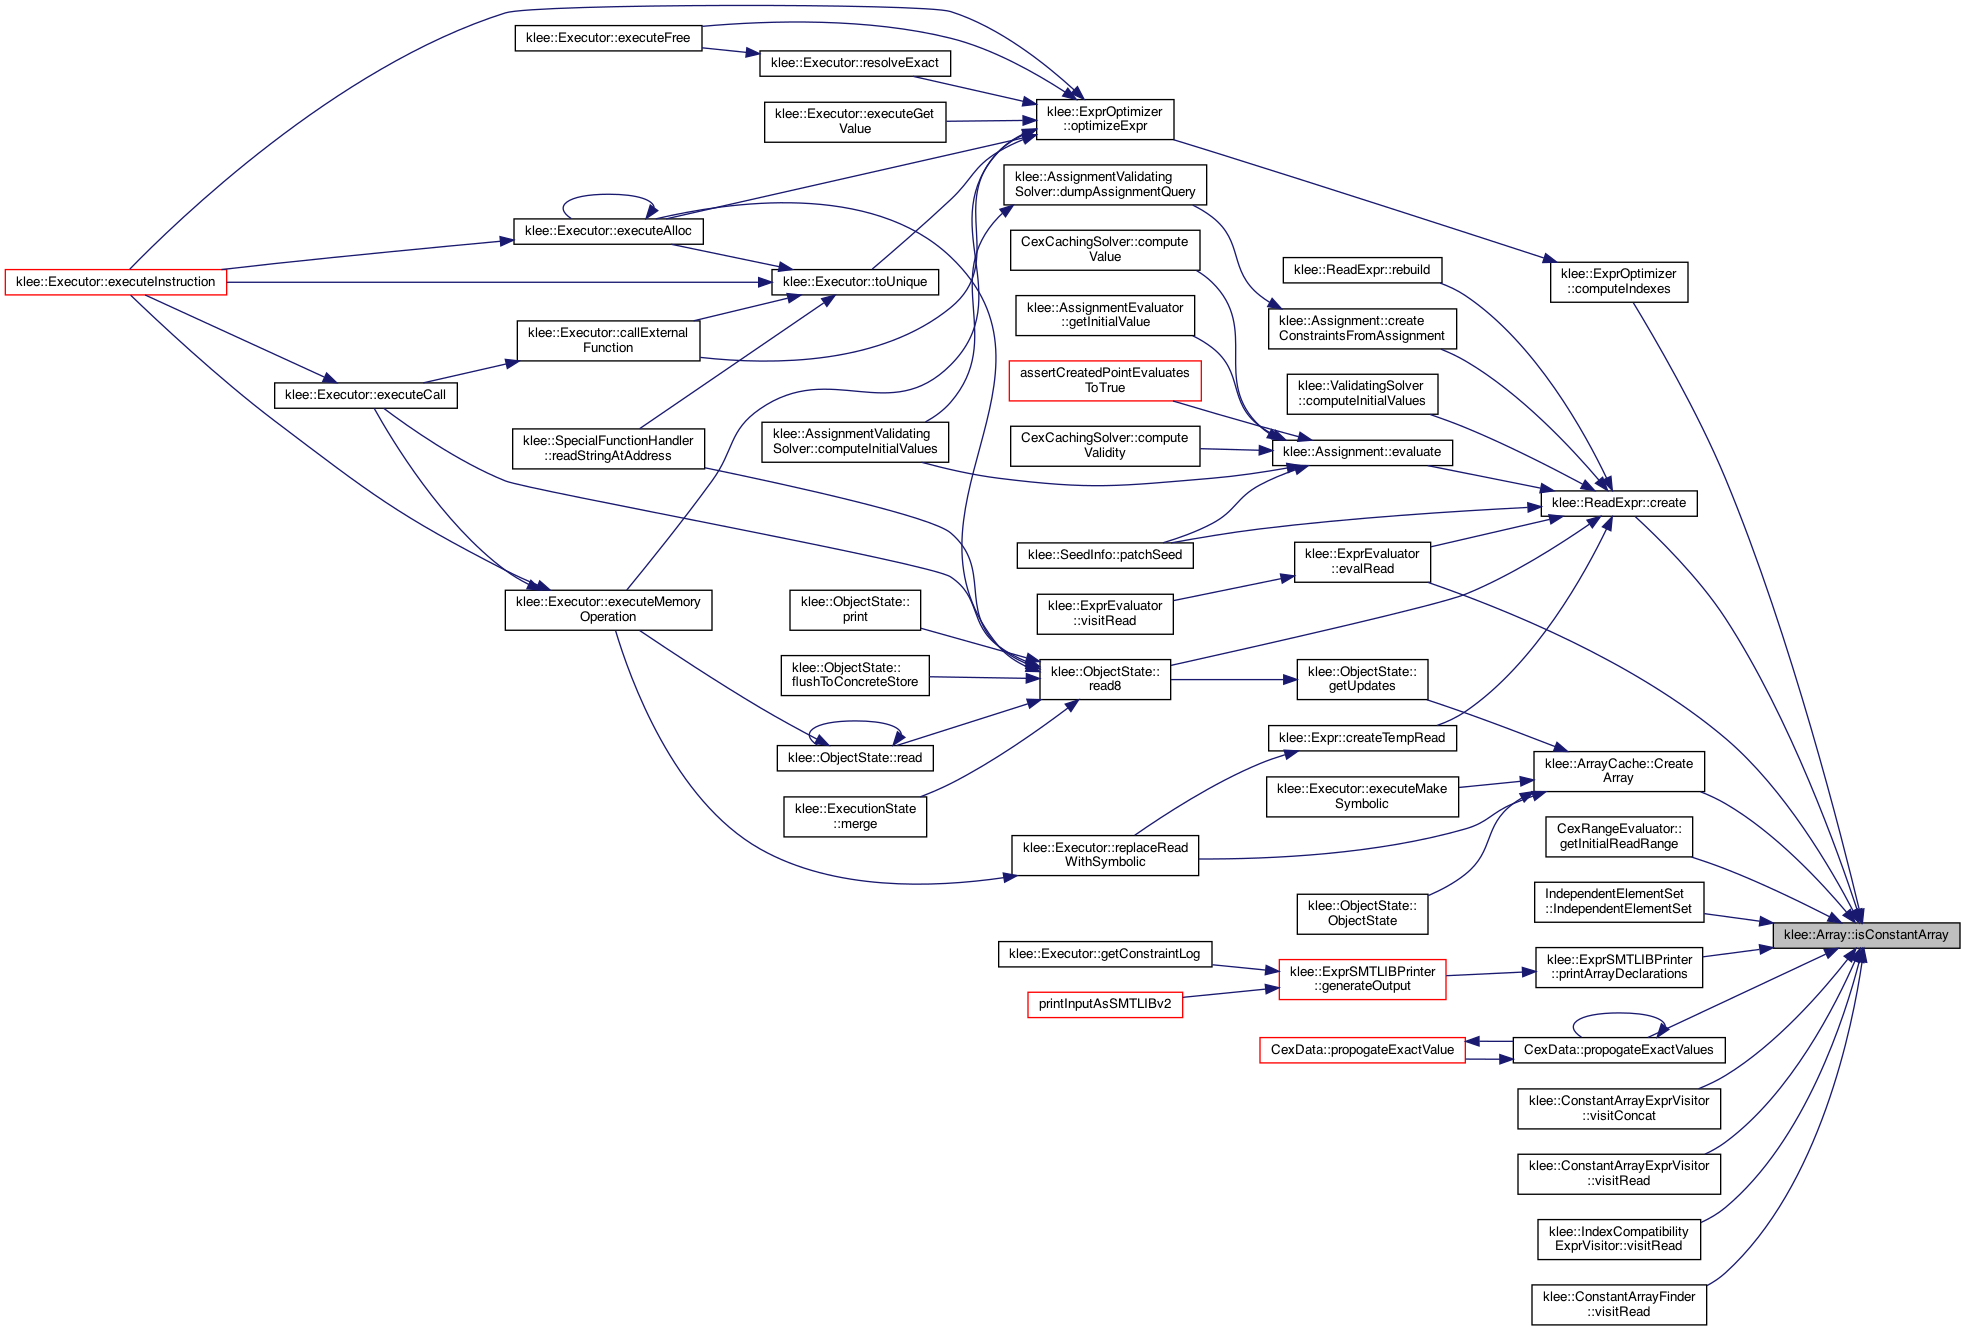 klee::Executor::executeFree
klee::Executor::resolveExact
klee::Executor::executeGet
Value
klee::ExprOptimizer
::optimizeExpr
klee::AssignmentValidating
Solver::dumpAssignmentQuery
klee::Executor::executeAlloc
CexCachingSolver::compute
Value
klee::ReadExpr::rebuild
klee::ExprOptimizer
::computeIndexes
klee::Executor::executeInstruction
klee::Executor::toUnique
klee::AssignmentEvaluator
::getInitialValue
klee::Assignment::create
ConstraintsFromAssignment
klee::Executor::callExternal
Function
assertCreatedPointEvaluates
ToTrue
klee::ValidatingSolver
::computeInitialValues
klee::Executor::executeCall
klee::SpecialFunctionHandler
::readStringAtAddress
klee::AssignmentValidating
Solver::computeInitialValues
CexCachingSolver::compute
Validity
klee::Assignment::evaluate
klee::ReadExpr::create
klee::SeedInfo::patchSeed
klee::ExprEvaluator
::evalRead
klee::Executor::executeMemory
Operation
klee::ObjectState::
print
klee::ExprEvaluator
::visitRead
klee::ObjectState::
flushToConcreteStore
klee::ObjectState::
read8
klee::ObjectState::
getUpdates
klee::Expr::createTempRead
klee::ObjectState::read
klee::ArrayCache::Create
Array
klee::Executor::executeMake
Symbolic
klee::ExecutionState
::merge
CexRangeEvaluator::
getInitialReadRange
klee::Executor::replaceRead
WithSymbolic
klee::ObjectState::
ObjectState
IndependentElementSet
::IndependentElementSet
klee::Array::isConstantArray
klee::Executor::getConstraintLog
klee::ExprSMTLIBPrinter
::generateOutput
klee::ExprSMTLIBPrinter
::printArrayDeclarations
printInputAsSMTLIBv2
CexData::propogateExactValue
CexData::propogateExactValues
klee::ConstantArrayExprVisitor
::visitConcat
klee::ConstantArrayExprVisitor
::visitRead
klee::IndexCompatibility
ExprVisitor::visitRead
klee::ConstantArrayFinder
::visitRead